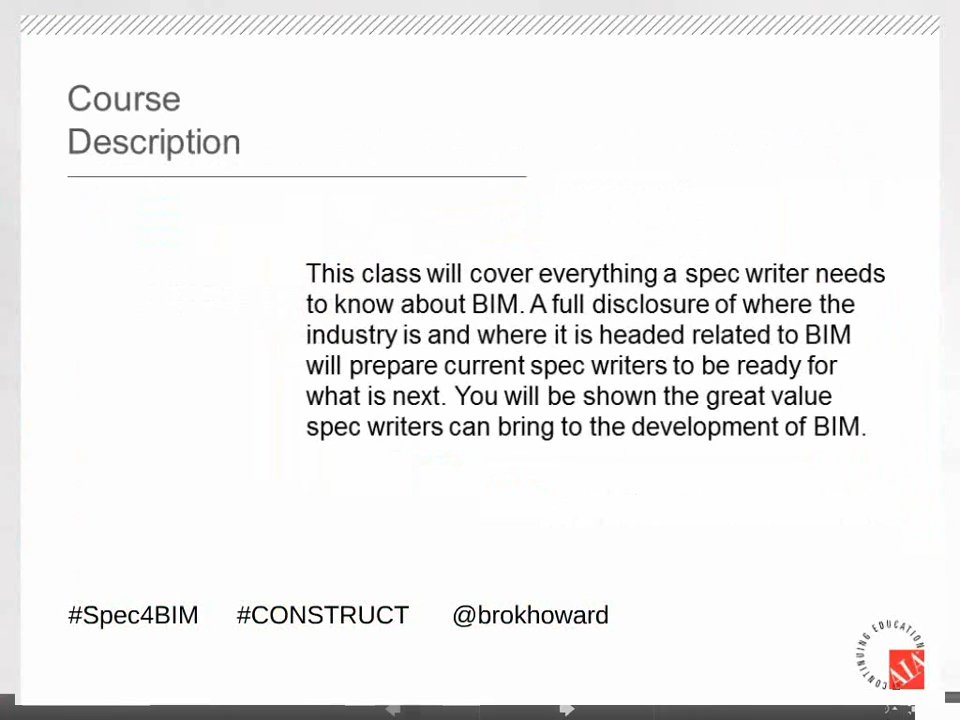 Course
Description
This class will cover everything a spec writer needs
to know about BIM. A full disclosure of where the
industry is and where it is headed related to BIM
will prepare current spec writers to be ready for
what is next. You will be shown the great value
spec writers can bring to the development of BIM.
#Spec4BIM #CONSTRUCT @brokhoward
CONTINUING EDUCATION
AIA